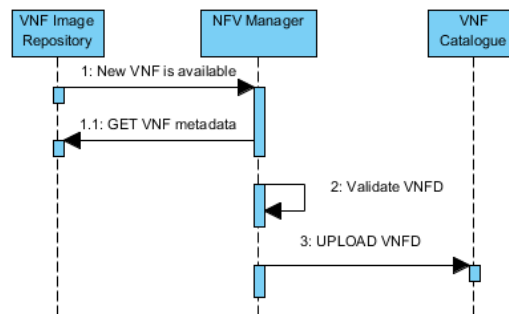 VNF Image
Repository
NFV Manager
VNF
Catalogue
1: New VNF is available
1.1: GET VNF metadata
2: Validate VNFD
3: UPLOAD VNFD